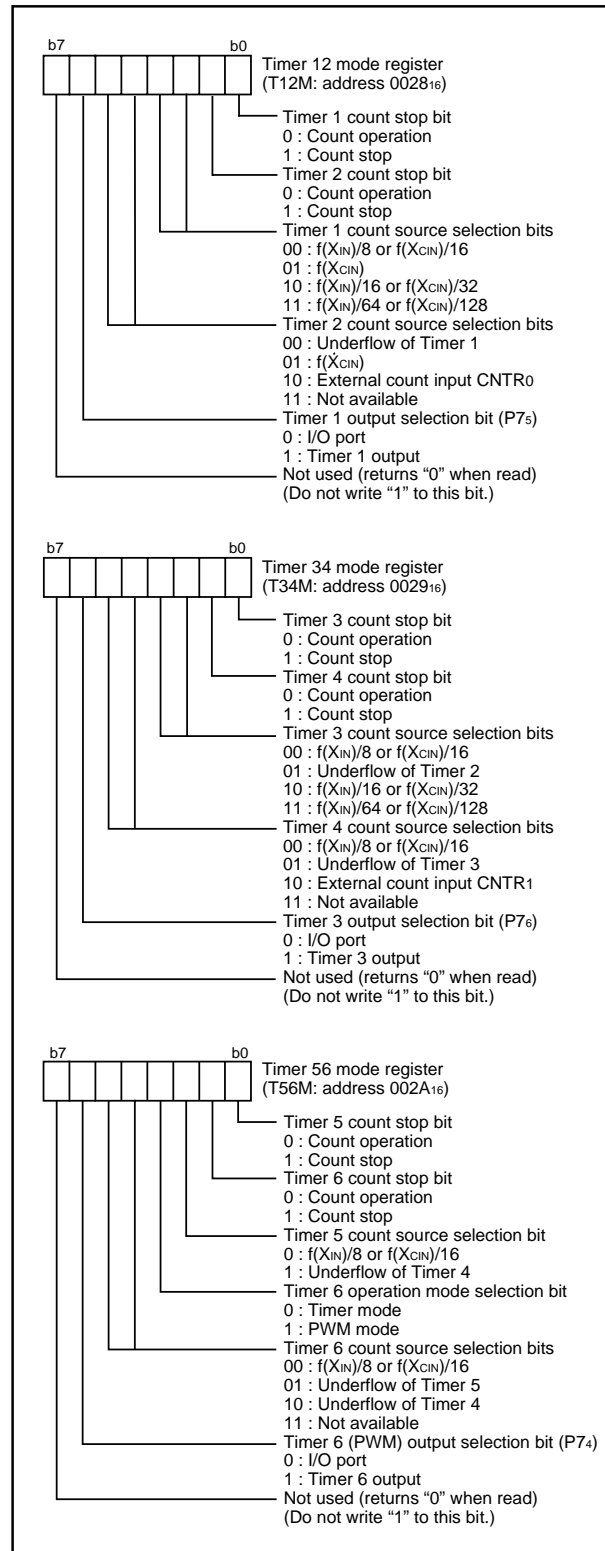 b7 b0
Timer 12 mode register
(T12M: address 0028₁₆)
Timer 1 count stop bit
0 : Count operation
1 : Count stop
Timer 2 count stop bit
0 : Count operation
1 : Count stop
Timer 1 count source selection bits
00 : f(XIN)/8 or f(XCIN)/16
01 : f(XCIN)
10 : f(XIN)/16 or f(XCIN)/32
11 : f(XIN)/64 or f(XCIN)/128
Timer 2 count source selection bits
00 : Underflow of Timer 1
01 : f(XCIN)
10 : External count input CNTR₀
11 : Not available
Timer 1 output selection bit (P7₅)
0 : I/O port
1 : Timer 1 output
Not used (returns “0” when read)
(Do not write “1” to this bit.)
b7 b0
Timer 34 mode register
(T34M: address 0029₁₆)
Timer 3 count stop bit
0 : Count operation
1 : Count stop
Timer 4 count stop bit
0 : Count operation
1 : Count stop
Timer 3 count source selection bits
00 : f(XIN)/8 or f(XCIN)/16
01 : Underflow of Timer 2
10 : f(XIN)/16 or f(XCIN)/32
11 : f(XIN)/64 or f(XCIN)/128
Timer 4 count source selection bits
00 : f(XIN)/8 or f(XCIN)/16
01 : Underflow of Timer 3
10 : External count input CNTR₁
11 : Not available
Timer 3 output selection bit (P7₆)
0 : I/O port
1 : Timer 3 output
Not used (returns “0” when read)
(Do not write “1” to this bit.)
b7 b0
Timer 56 mode register
(T56M: address 002A₁₆)
Timer 5 count stop bit
0 : Count operation
1 : Count stop
Timer 6 count stop bit
0 : Count operation
1 : Count stop
Timer 5 count source selection bit
0 : f(XIN)/8 or f(XCIN)/16
1 : Underflow of Timer 4
Timer 6 operation mode selection bit
0 : Timer mode
1 : PWM mode
Timer 6 count source selection bits
00 : f(XIN)/8 or f(XCIN)/16
01 : Underflow of Timer 5
10 : Underflow of Timer 4
11 : Not available
Timer 6 (PWM) output selection bit (P7₄)
0 : I/O port
1 : Timer 6 output
Not used (returns “0” when read)
(Do not write “1” to this bit.)